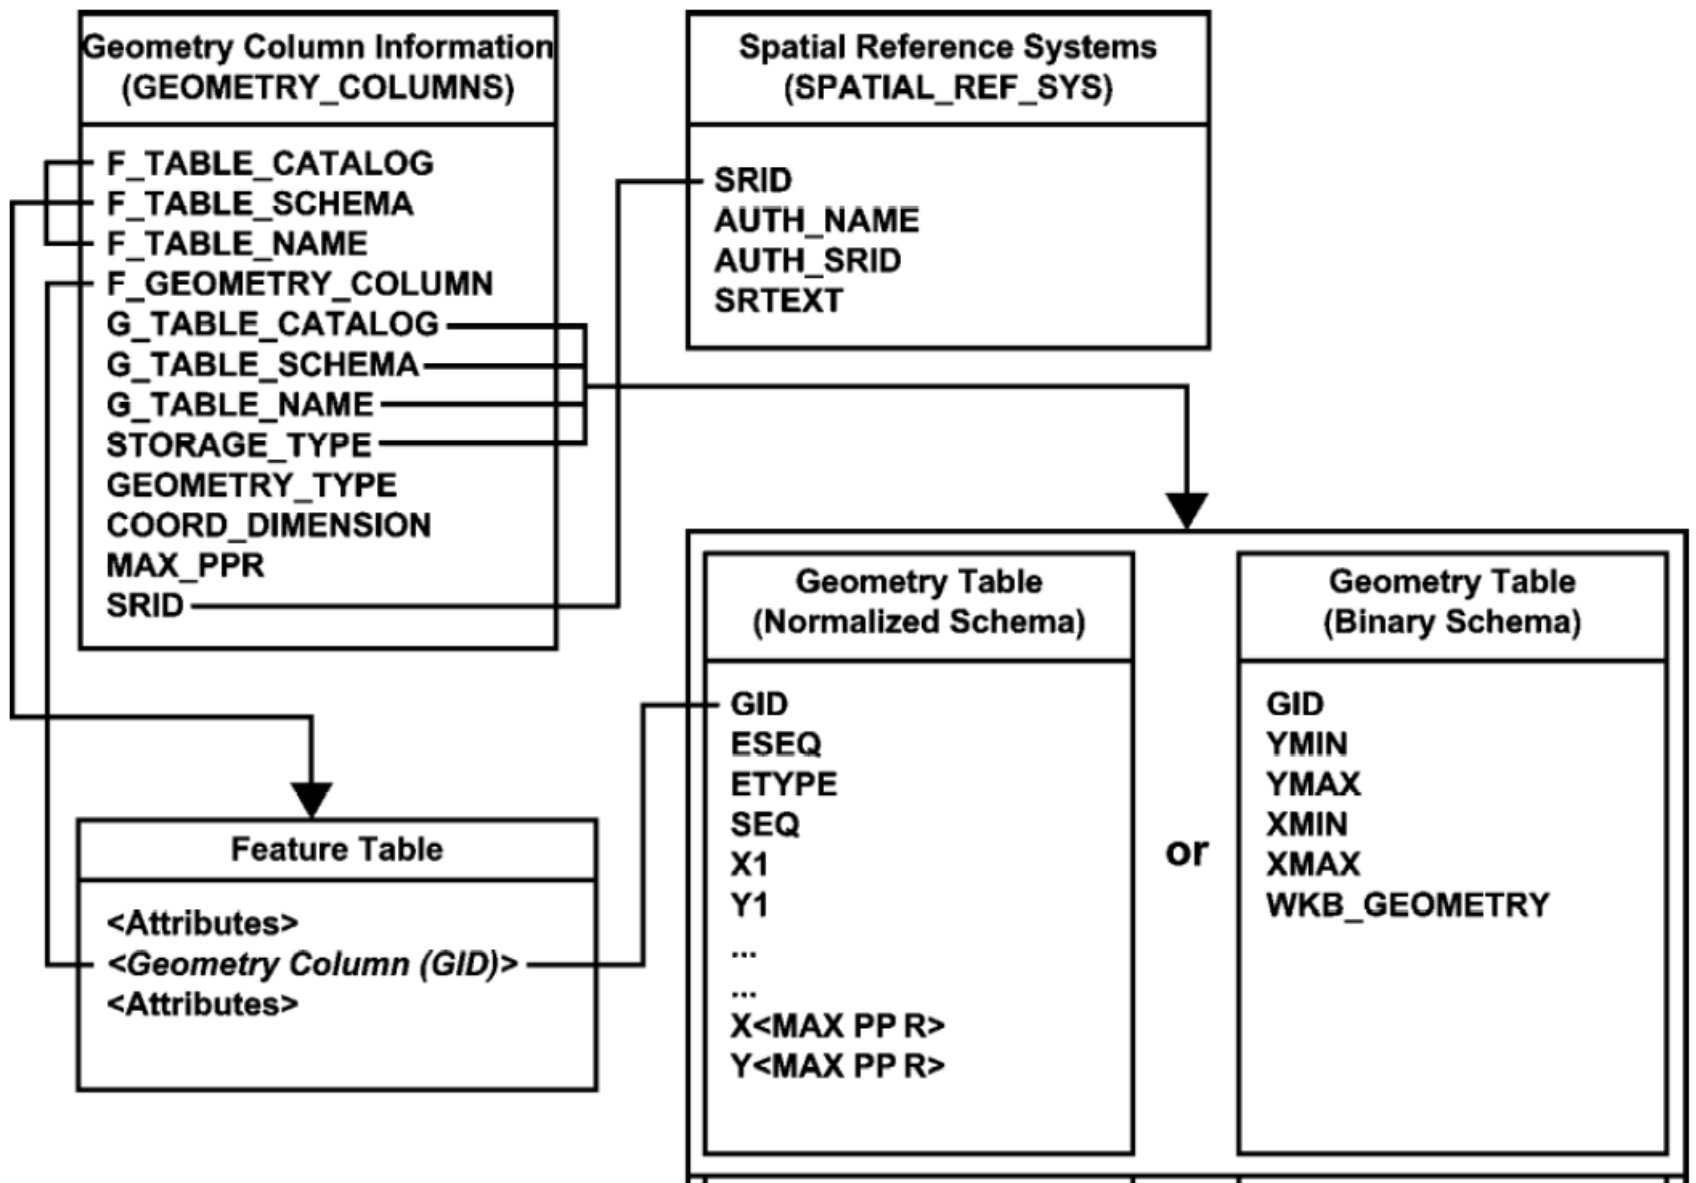 Geometry Column Information
(GEOMETRY_COLUMNS)
F_TABLE_CATALOG
F_TABLE_SCHEMA
F_TABLE_NAME
F_GEOMETRY_COLUMN
G_TABLE_CATALOG
G_TABLE_SCHEMA
G_TABLE_NAME
STORAGE_TYPE
GEOMETRY_TYPE
COORD_DIMENSION
MAX_PPR
SRID
Spatial Reference Systems
(SPATIAL_REF_SYS)
SRID
AUTH_NAME
AUTH_SRID
SRTEXT
Feature Table
<Attributes>
<Geometry Column (GID)>
<Attributes>
Geometry Table
(Normalized Schema)
GID
ESEQ
ETYPE
SEQ
X1
Y1
...
...
X<MAX PP R>
Y<MAX PP R>
or
Geometry Table
(Binary Schema)
GID
YMIN
YMAX
XMIN
XMAX
WKB_GEOMETRY